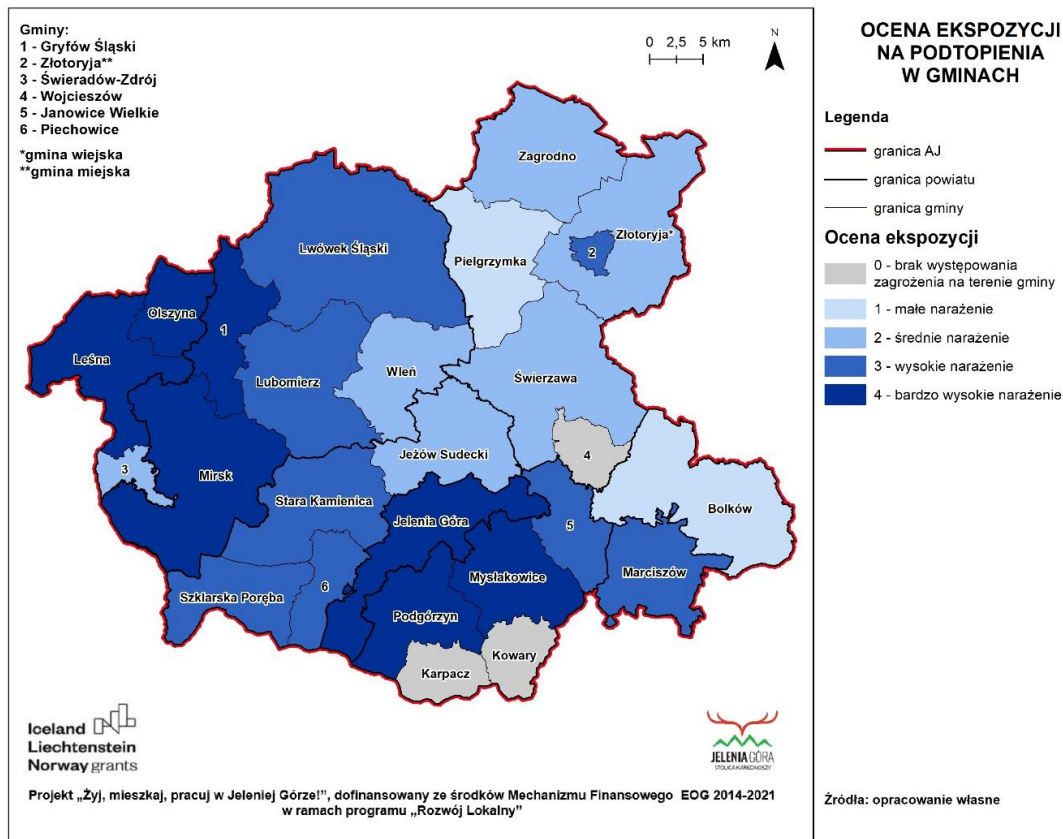 Gminy:
1 - Gryfów Śląski
2 - Złotoryja**
3 - Świeradów-Zdrój
4 - Wojcieszów
5 - Janowice Wielkie
6 - Piechowice
*gmina wiejska
**gmina miejska
0 2,5 5 km
N
Zagrodno
Złotoryja*
2
Pielgrzymka
Lwówek Śląski
Olszyna
1
Leśna
Lubomierz
Wleń
Świerzawa
Jeżów Sudecki
4
3
Mirsk
Stara Kamienica
Jelenia Góra
5
Bolków
Marciszów
Mysłakowice
Szklarska Poręba
6
Podgórzyn
Kowary
Karpacz
Iceland
Liechtenstein
Norway grants
JELENIA GÓRA
STOLICA KARKONOSZY
Projekt „Żyj, mieszkaj, pracuj w Jeleniej Górze!”, dofinansowany ze środków Mechanizmu Finansowego EOG 2014-2021
w ramach programu „Rozwój Lokalny”
OCENA EKSPOZYCJI
NA PODTOPIENIA
W GMINACH
Legenda
granica AJ
granica powiatu
granica gminy
Ocena ekspozycji
0 - brak występowania
zagrożenia na terenie gminy
1 - małe narażenie
2 - średnie narażenie
3 - wysokie narażenie
4 - bardzo wysokie narażenie
Źródła: opracowanie własne